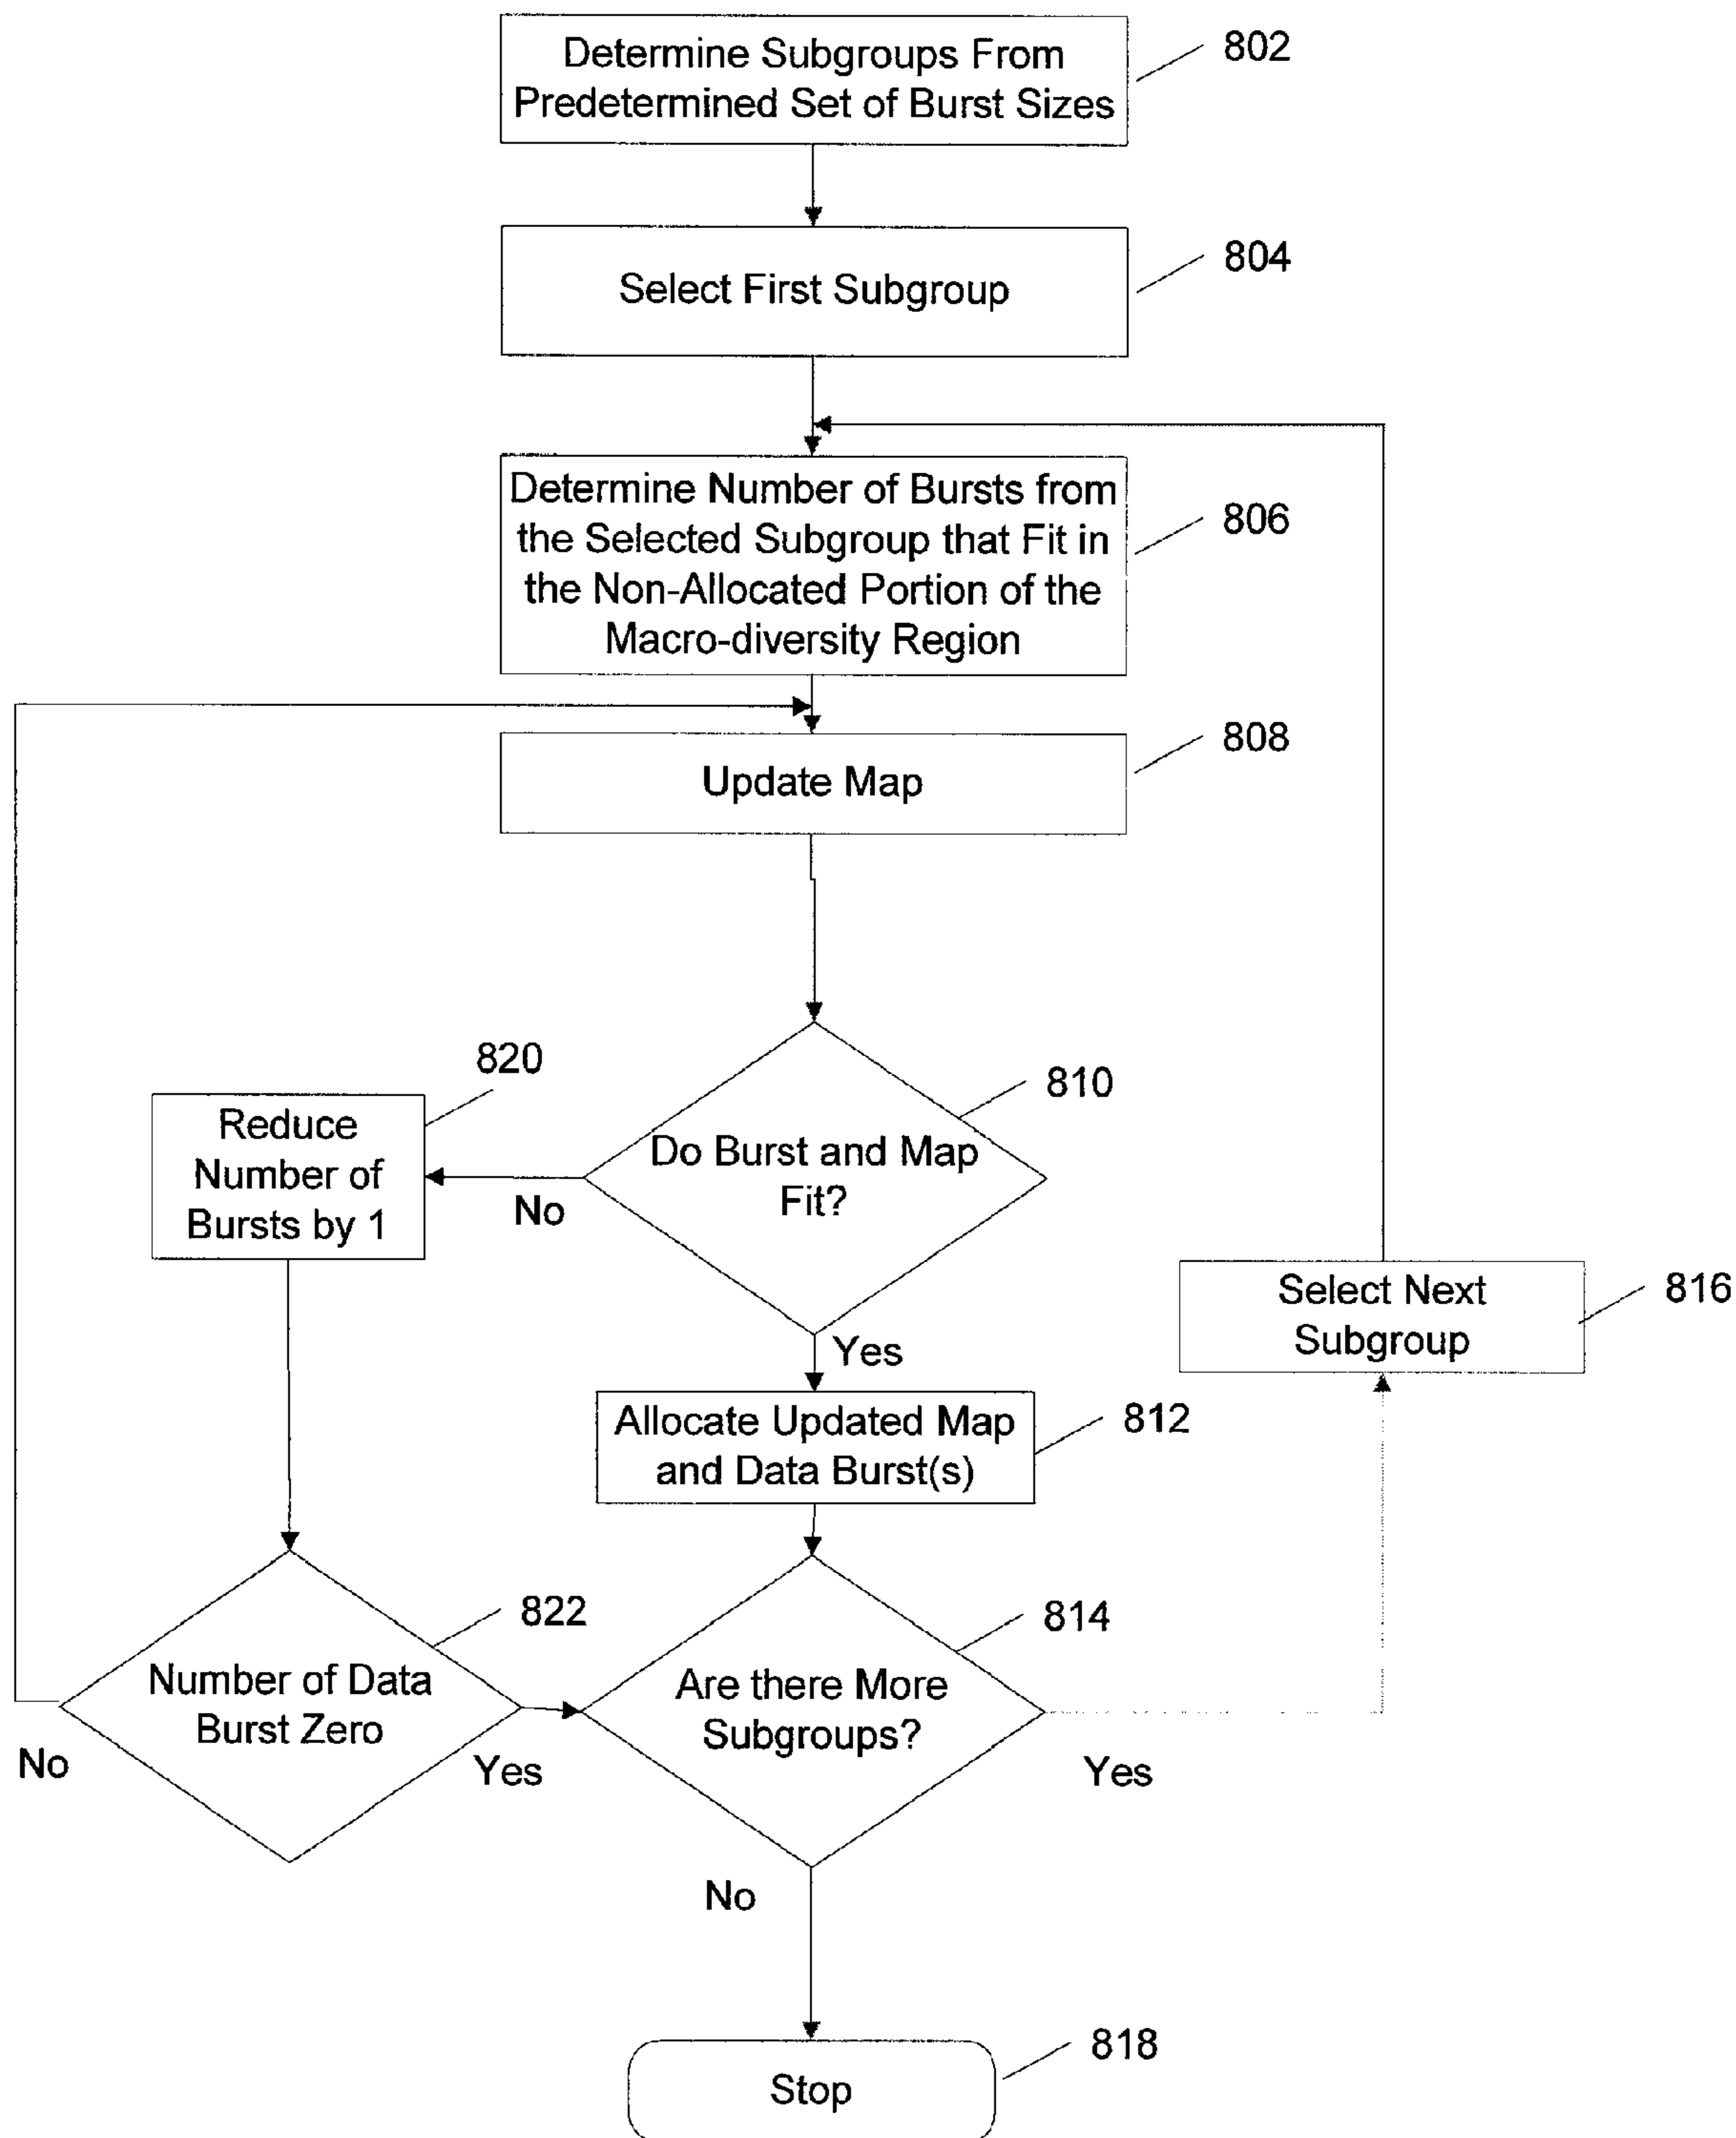 Determine Subgroups From
Predetermined Set of Burst Sizes
802
Select First Subgroup
804
Determine Number of Bursts from
the Selected Subgroup that Fit in
the Non-Allocated Portion of the
Macro-diversity Region
806
Update Map
808
820
Reduce
Number of
Bursts by 1
810
Do Burst and Map
Fit?
No
Yes
Select Next
Subgroup
816
Allocate Updated Map
and Data Burst(s)
812
822
Number of Data
Burst Zero
No
Yes
814
Are there More
Subgroups?
Yes
No
Stop
818